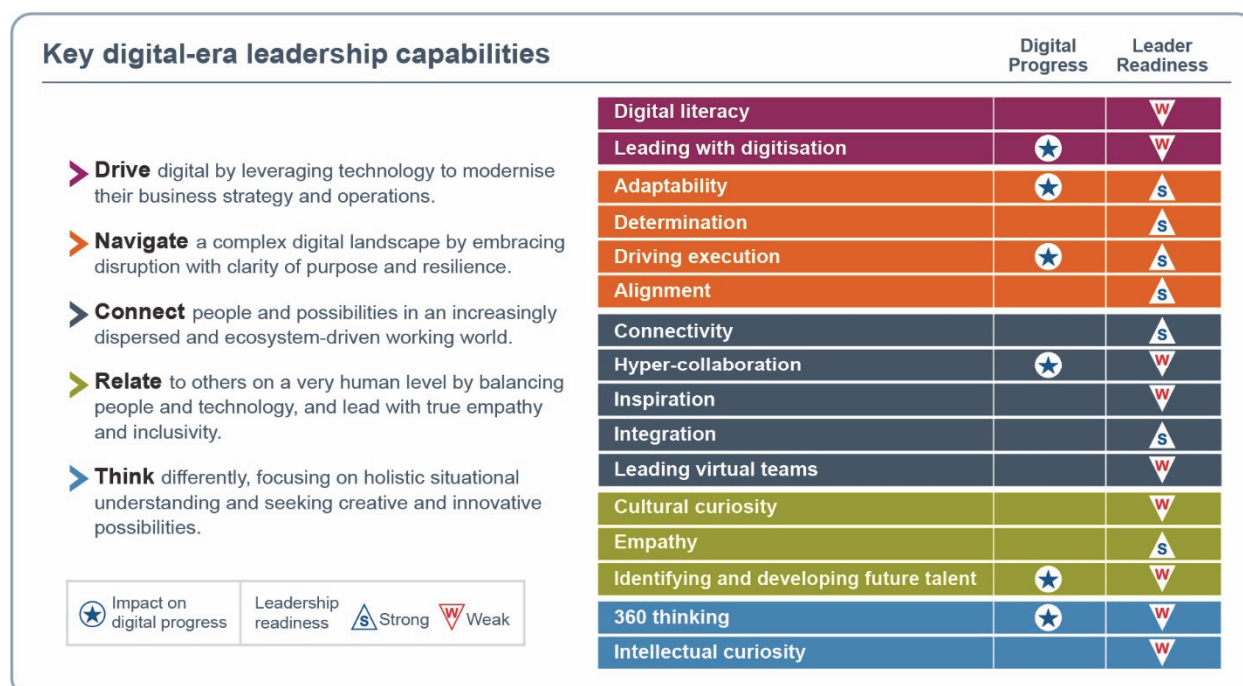 Key digital-era leadership capabilities
Digital
Progress
Leader
Readiness
Drive digital by leveraging technology to modernise
their business strategy and operations.
Navigate a complex digital landscape by embracing
disruption with clarity of purpose and resilience.
Connect people and possibilities in an increasingly
dispersed and ecosystem-driven working world.
Relate to others on a very human level by balancing
people and technology, and lead with true empathy
and inclusivity.
Think differently, focusing on holistic situational
understanding and seeking creative and innovative
possibilities.
Impact on
digital progress
Leadership
readiness
S Strong
W Weak
Digital literacy W
Leading with digitisation W
Adaptability S
Determination S
Driving execution S
Alignment S
Connectivity S
Hyper-collaboration W
Inspiration W
Integration S
Leading virtual teams W
Cultural curiosity W
Empathy S
Identifying and developing future talent W
360 thinking W
Intellectual curiosity W